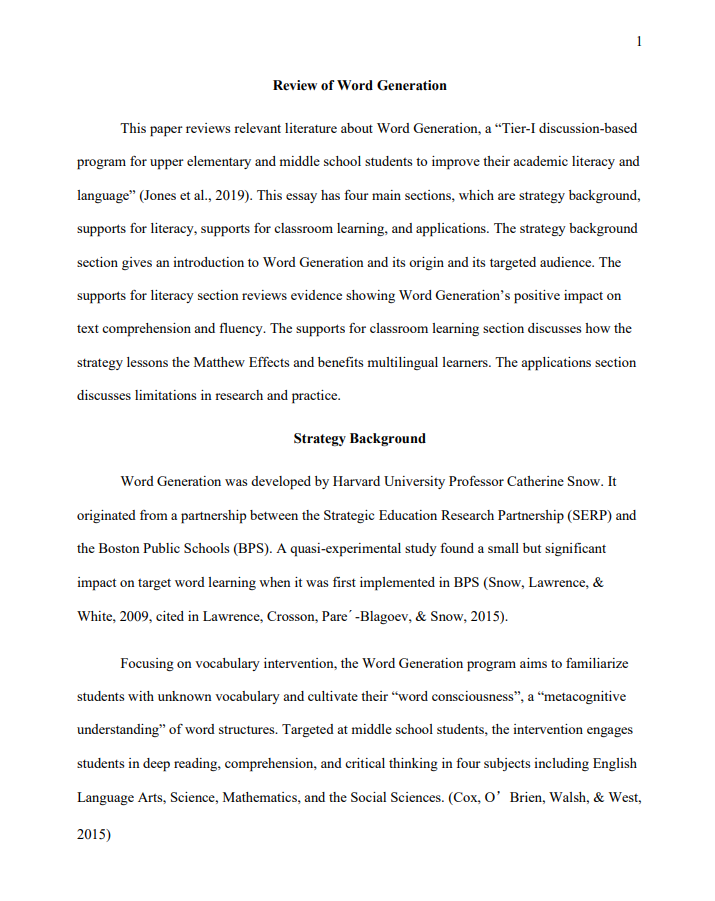 1
Review of Word Generation
This paper reviews relevant literature about Word Generation, a “Tier-I discussion-based
program for upper elementary and middle school students to improve their academic literacy and
language” (Jones et al., 2019). This essay has four main sections, which are strategy background,
supports for literacy, supports for classroom learning, and applications. The strategy background
section gives an introduction to Word Generation and its origin and its targeted audience. The
supports for literacy section reviews evidence showing Word Generation’s positive impact on
text comprehension and fluency. The supports for classroom learning section discusses how the
strategy lessons the Matthew Effects and benefits multilingual learners. The applications section
discusses limitations in research and practice.
Strategy Background
Word Generation was developed by Harvard University Professor Catherine Snow. It
originated from a partnership between the Strategic Education Research Partnership (SERP) and
the Boston Public Schools (BPS). A quasi-experimental study found a small but significant
impact on target word learning when it was first implemented in BPS (Snow, Lawrence, &
White, 2009, cited in Lawrence, Crosson, Pare´-Blagoev, & Snow, 2015).
Focusing on vocabulary intervention, the Word Generation program aims to familiarize
students with unknown vocabulary and cultivate their “word consciousness”, a “metacognitive
understanding” of word structures. Targeted at middle school students, the intervention engages
students in deep reading, comprehension, and critical thinking in four subjects including English
Language Arts, Science, Mathematics, and the Social Sciences. (Cox, O’Brien, Walsh, & West,
2015)